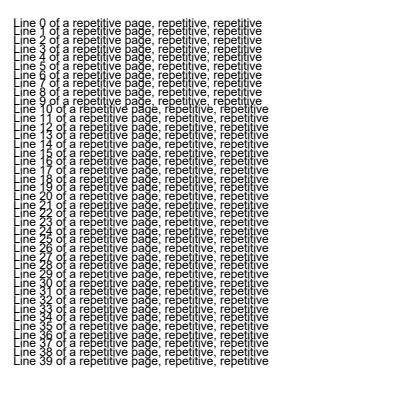 Line 0 of a repetitive page, repetitive, repetitive
Line 1 of a repetitive page, repetitive, repetitive
Line 2 of a repetitive page, repetitive, repetitive
Line 3 of a repetitive page, repetitive, repetitive
Line 4 of a repetitive page, repetitive, repetitive
Line 5 of a repetitive page, repetitive, repetitive
Line 6 of a repetitive page, repetitive, repetitive
Line 7 of a repetitive page, repetitive, repetitive
Line 8 of a repetitive page, repetitive, repetitive
Line 9 of a repetitive page, repetitive, repetitive
Line 10 of a repetitive page, repetitive, repetitive
Line 11 of a repetitive page, repetitive, repetitive
Line 12 of a repetitive page, repetitive, repetitive
Line 13 of a repetitive page, repetitive, repetitive
Line 14 of a repetitive page, repetitive, repetitive
Line 15 of a repetitive page, repetitive, repetitive
Line 16 of a repetitive page, repetitive, repetitive
Line 17 of a repetitive page, repetitive, repetitive
Line 18 of a repetitive page, repetitive, repetitive
Line 19 of a repetitive page, repetitive, repetitive
Line 20 of a repetitive page, repetitive, repetitive
Line 21 of a repetitive page, repetitive, repetitive
Line 22 of a repetitive page, repetitive, repetitive
Line 23 of a repetitive page, repetitive, repetitive
Line 24 of a repetitive page, repetitive, repetitive
Line 25 of a repetitive page, repetitive, repetitive
Line 26 of a repetitive page, repetitive, repetitive
Line 27 of a repetitive page, repetitive, repetitive
Line 28 of a repetitive page, repetitive, repetitive
Line 29 of a repetitive page, repetitive, repetitive
Line 30 of a repetitive page, repetitive, repetitive
Line 31 of a repetitive page, repetitive, repetitive
Line 32 of a repetitive page, repetitive, repetitive
Line 33 of a repetitive page, repetitive, repetitive
Line 34 of a repetitive page, repetitive, repetitive
Line 35 of a repetitive page, repetitive, repetitive
Line 36 of a repetitive page, repetitive, repetitive
Line 37 of a repetitive page, repetitive, repetitive
Line 38 of a repetitive page, repetitive, repetitive
Line 39 of a repetitive page, repetitive, repetitive